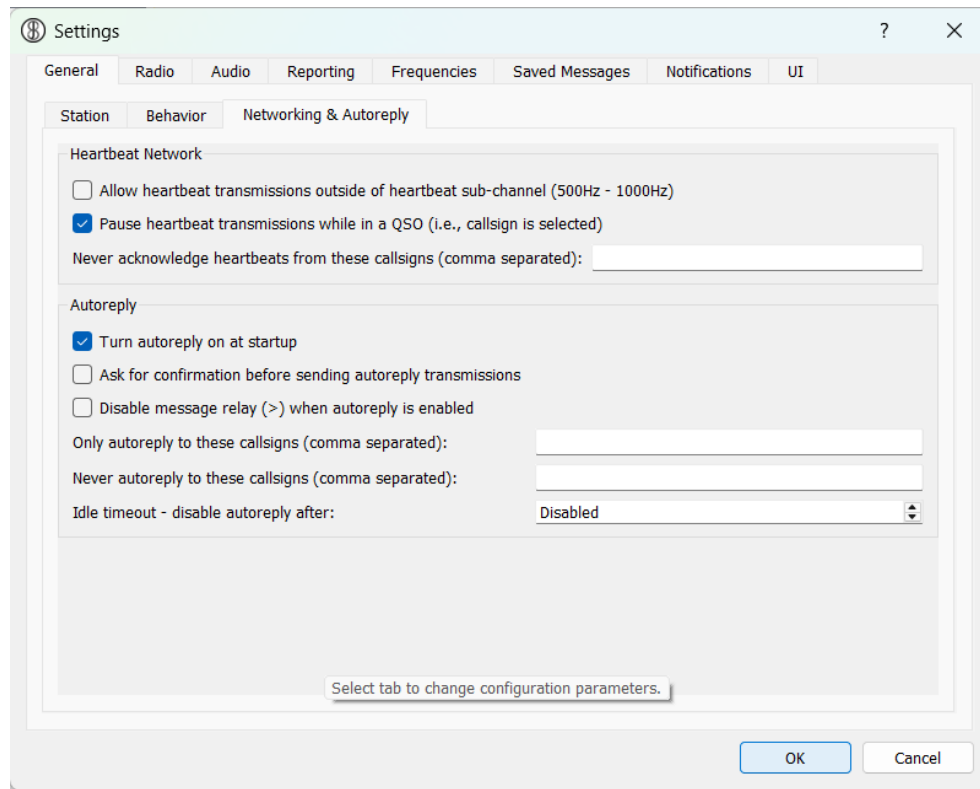 Settings
?
General Radio Audio Reporting Frequencies Saved Messages Notifications UI
Station Behavior Networking & Autoreply
Heartbeat Network
Allow heartbeat transmissions outside of heartbeat sub-channel (500Hz - 1000Hz)
Pause heartbeat transmissions while in a QSO (i.e., callsign is selected)
Never acknowledge heartbeats from these callsigns (comma separated):
Autoreply
Turn autoreply on at startup
Ask for confirmation before sending autoreply transmissions
Disable message relay (>) when autoreply is enabled
Only autoreply to these callsigns (comma separated):
Never autoreply to these callsigns (comma separated):
Idle timeout - disable autoreply after: Disabled
Select tab to change configuration parameters.
OK Cancel